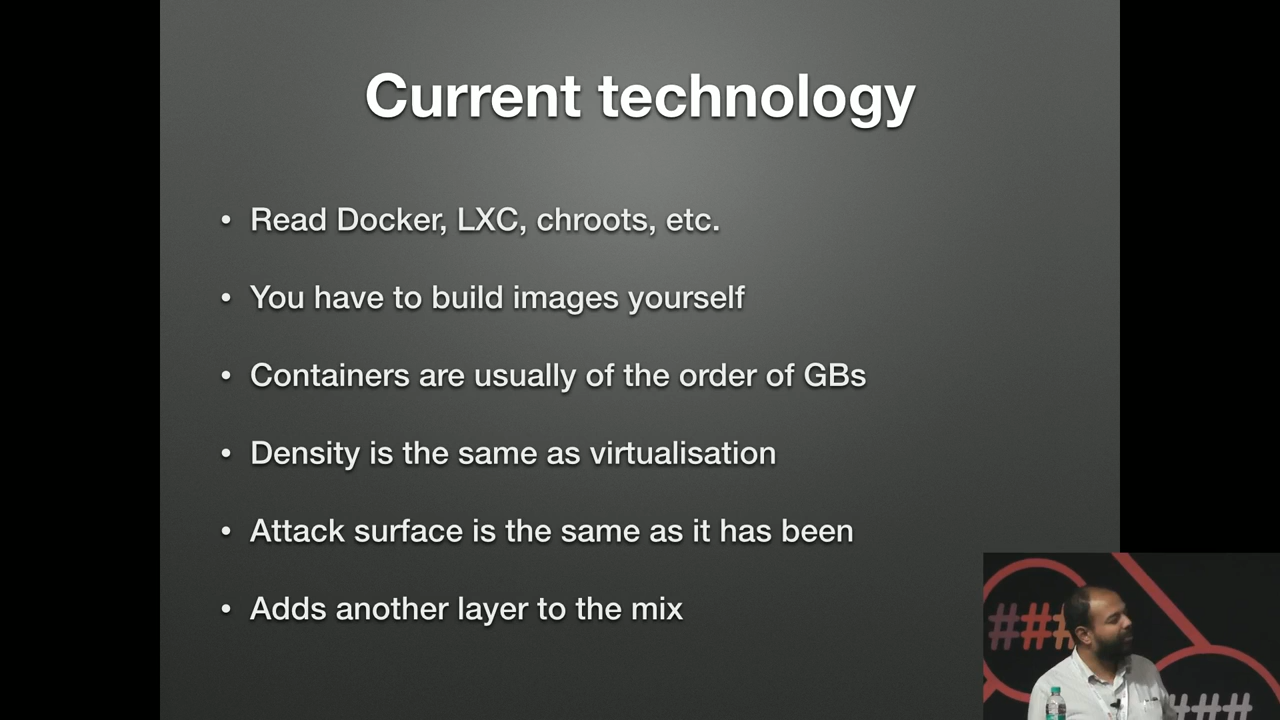 Current technology
• Read Docker, LXC, chroots, etc.
• You have to build images yourself
• Containers are usually of the order of GBs
• Density is the same as virtualisation
• Attack surface is the same as it has been
• Adds another layer to the mix
###
###